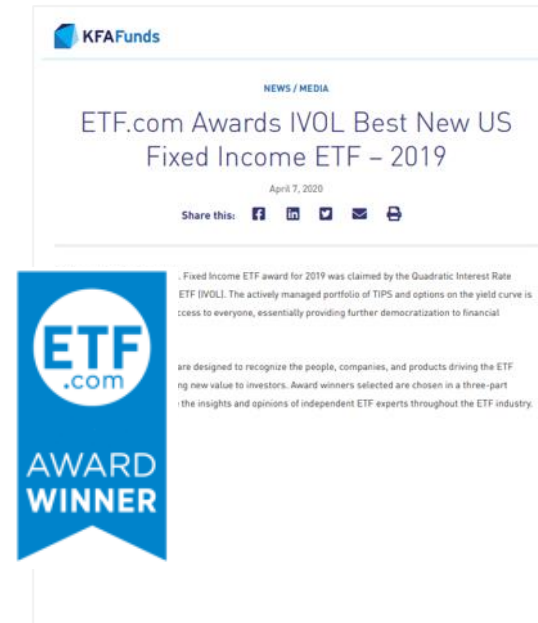 KFAFunds
NEWS / MEDIA
ETF.com Awards IVOL Best New US
Fixed Income ETF – 2019
April 7, 2020
Share this:
. Fixed Income ETF award for 2019 was claimed by the Quadratic Interest Rate
ETF (IVOL). The actively managed portfolio of TIPS and options on the yield curve is
ccess to everyone, essentially providing further democratization to financial
are designed to recognize the people, companies, and products driving the ETF
ng new value to investors. Award winners selected are chosen in a three-part
the insights and opinions of independent ETF experts throughout the ETF industry.
ETF
.com
AWARD
WINNER